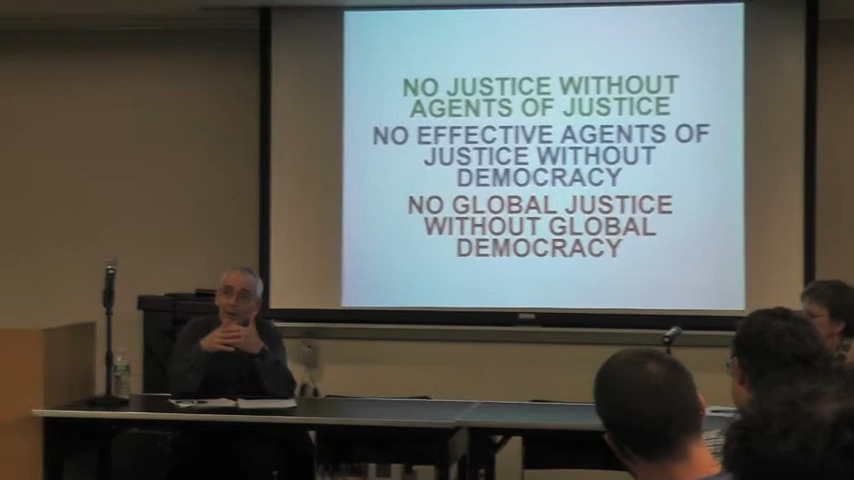 NO JUSTICE WITHOUT
AGENTS OF JUSTICE
NO EFFECTIVE AGENTS OF
JUSTICE WITHOUT
DEMOCRACY
NO GLOBAL JUSTICE
WITHOUT GLOBAL
DEMOCRACY